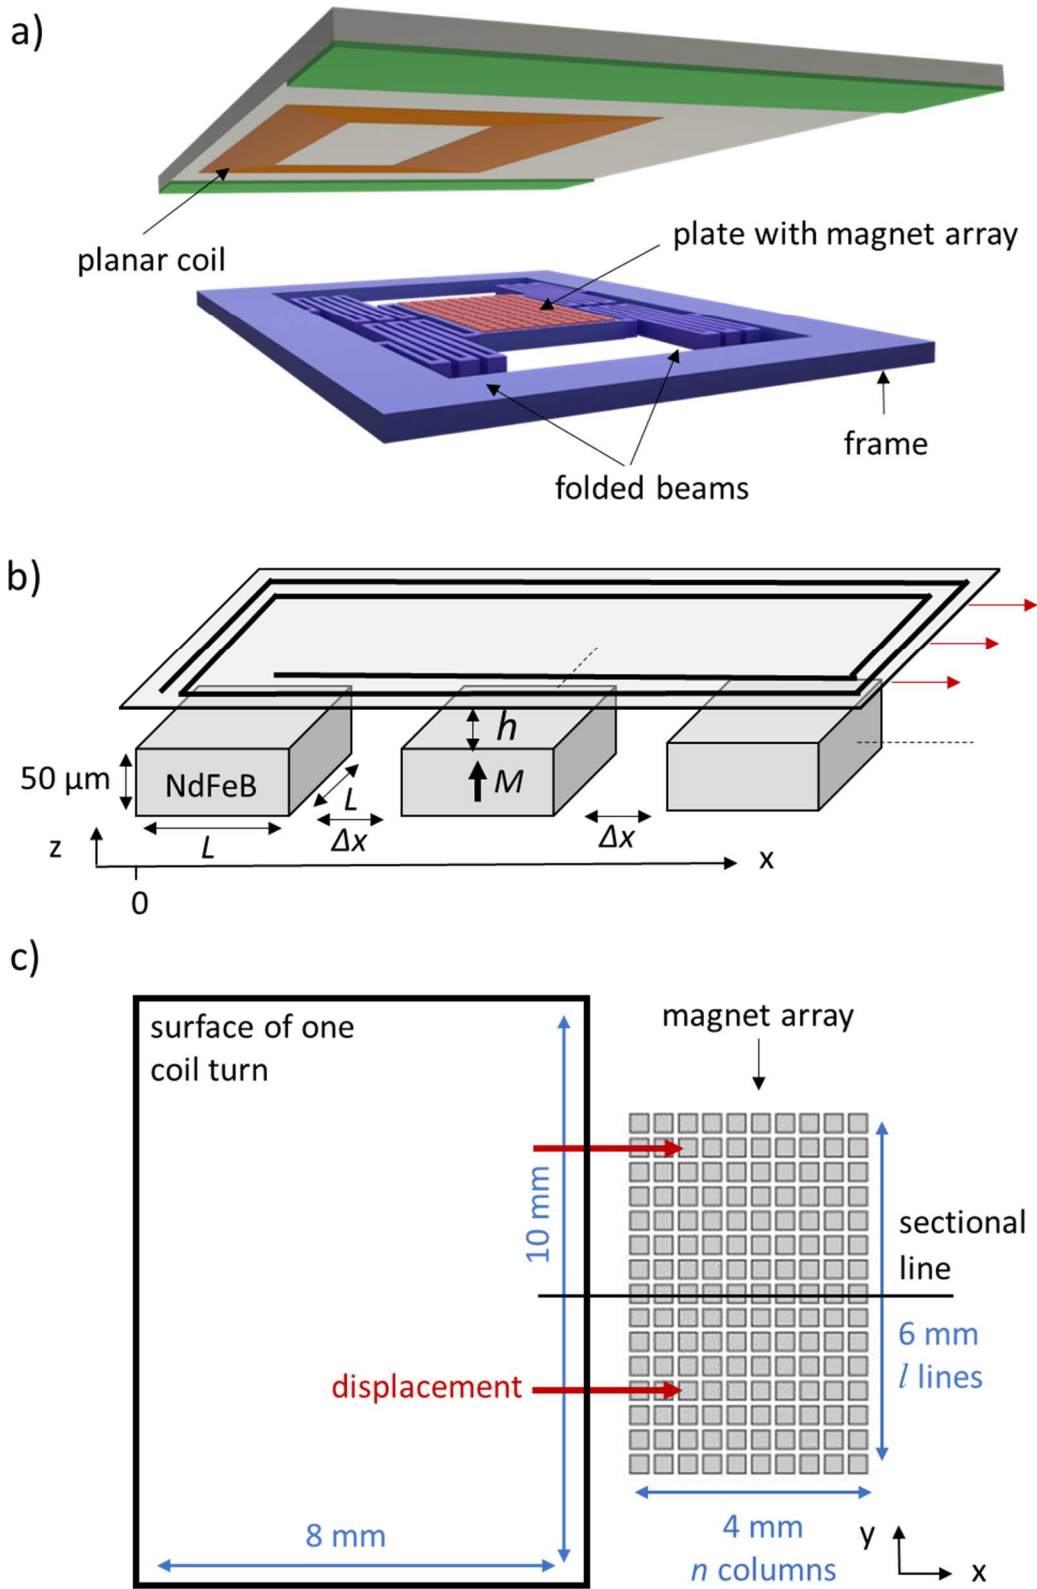 a)
planar coil
plate with magnet array
frame
folded beams
b)
h
50 µm
NdFeB
M
L
L
Δx
Δx
z
x
0
c)
surface of one
coil turn
magnet array
10 mm
sectional
line
6 mm
l lines
displacement
8 mm
4 mm
n columns
y
x